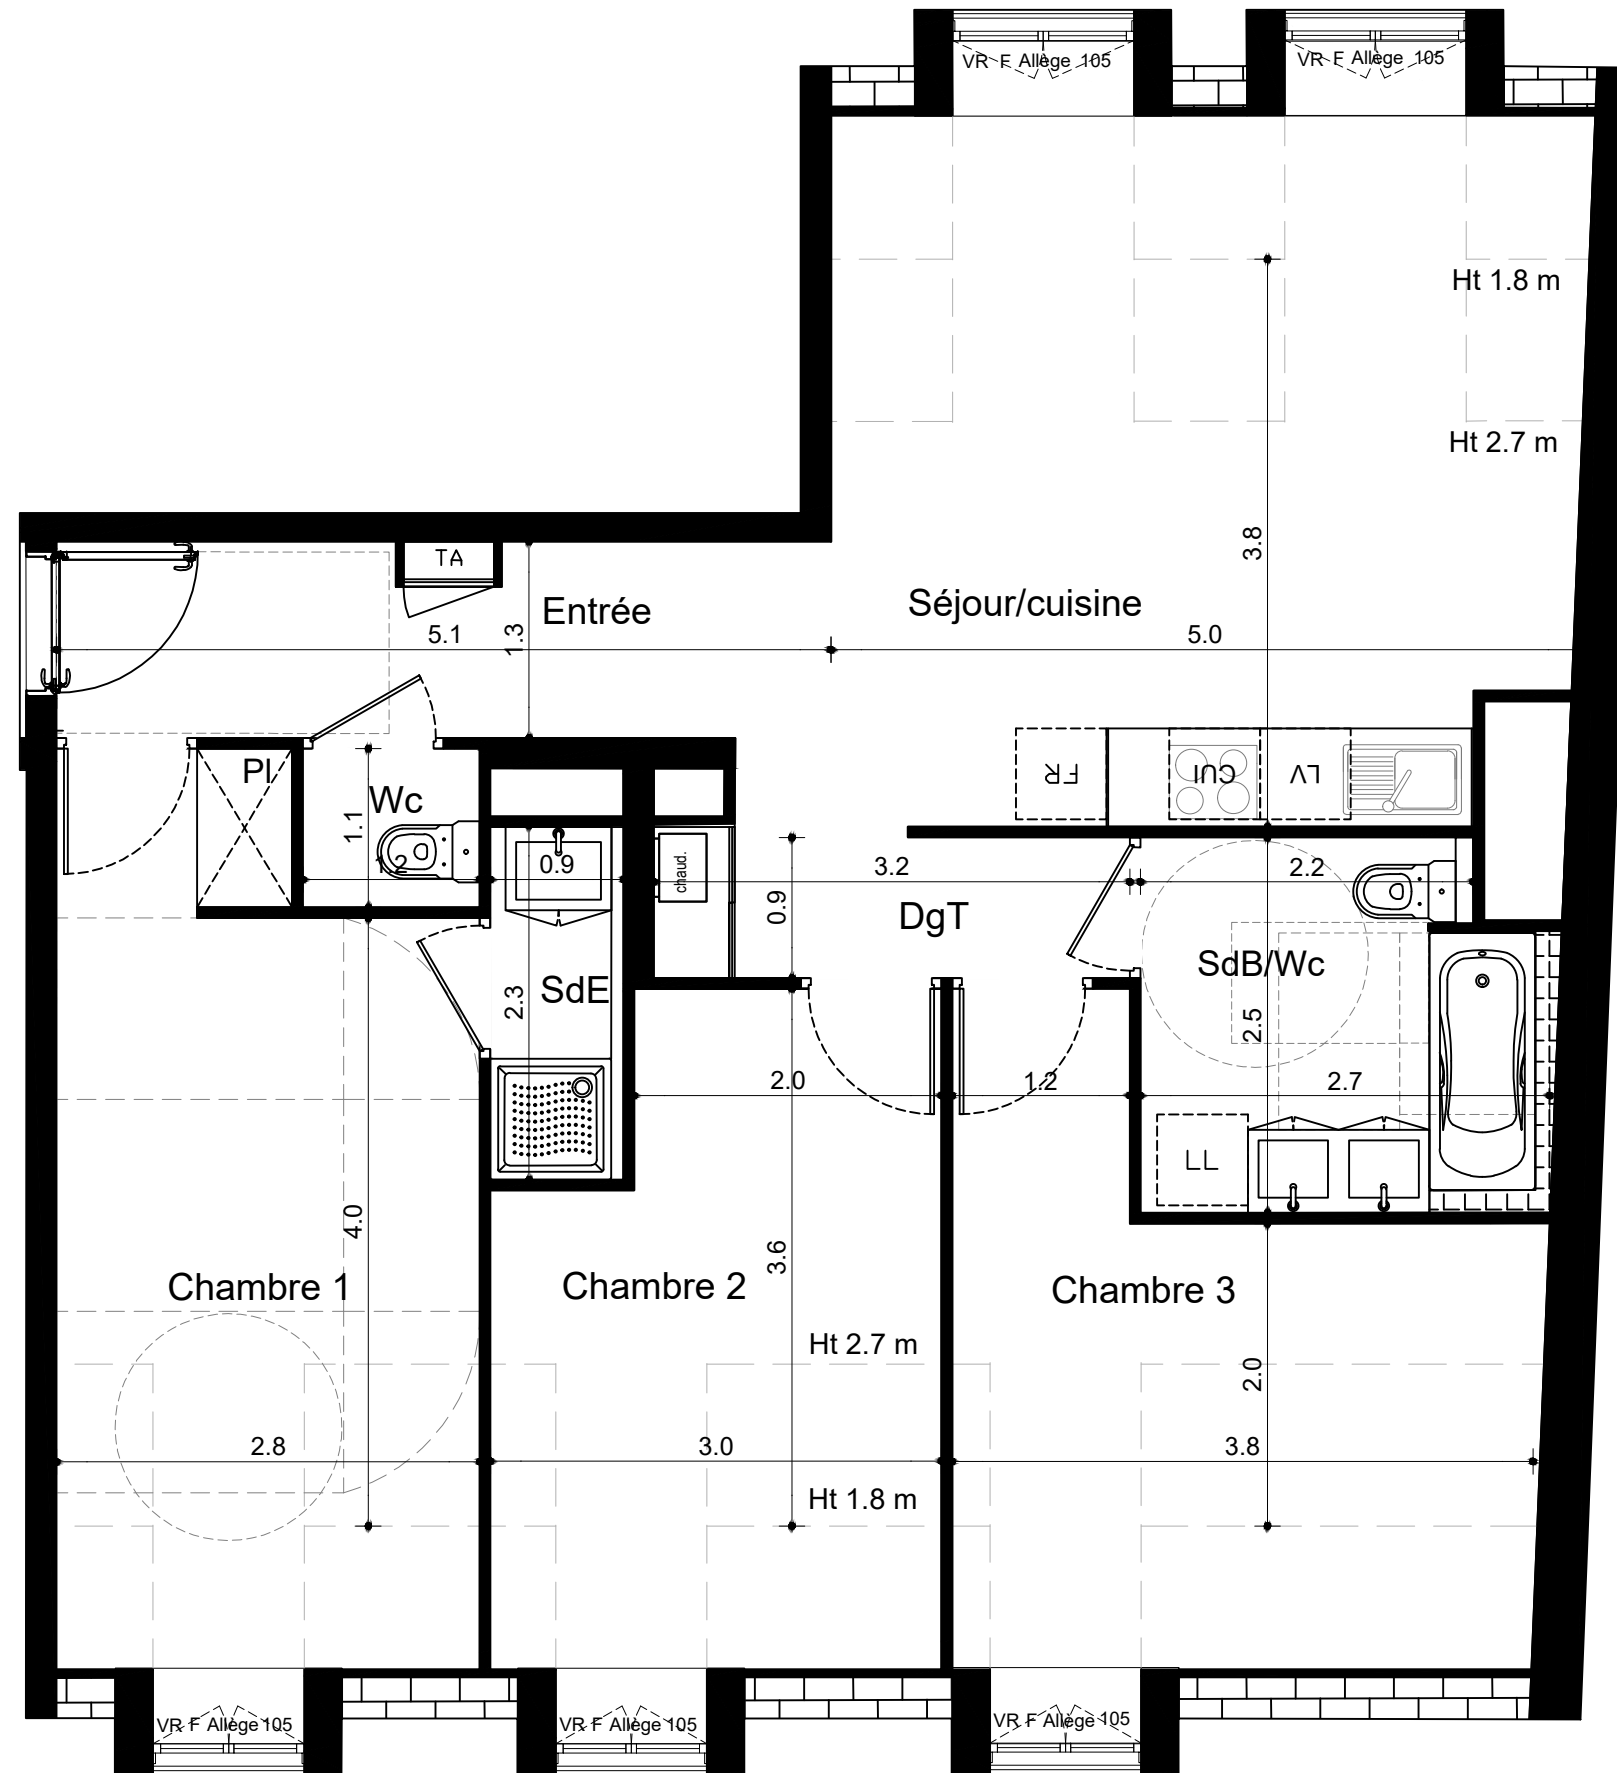 VR F Allège 105
VR F Allège 105
Ht 1.8 m
Ht 2.7 m
3.8
TA
Entrée
Séjour/cuisine
5.1
1.3
5.0
Pl
Wc
1.1
1.2
0.9
chaud.
FR
CUI
LV
3.2
2.2
0.9
DgT
SdE
2.3
SdB/Wc
2.5
2.0
1.2
2.7
LL
4.0
3.6
Chambre 1
Chambre 2
Chambre 3
Ht 2.7 m
2.0
2.8
3.0
3.8
Ht 1.8 m
VR F Allège 105
VR F Allège 105
VR F Allège 105